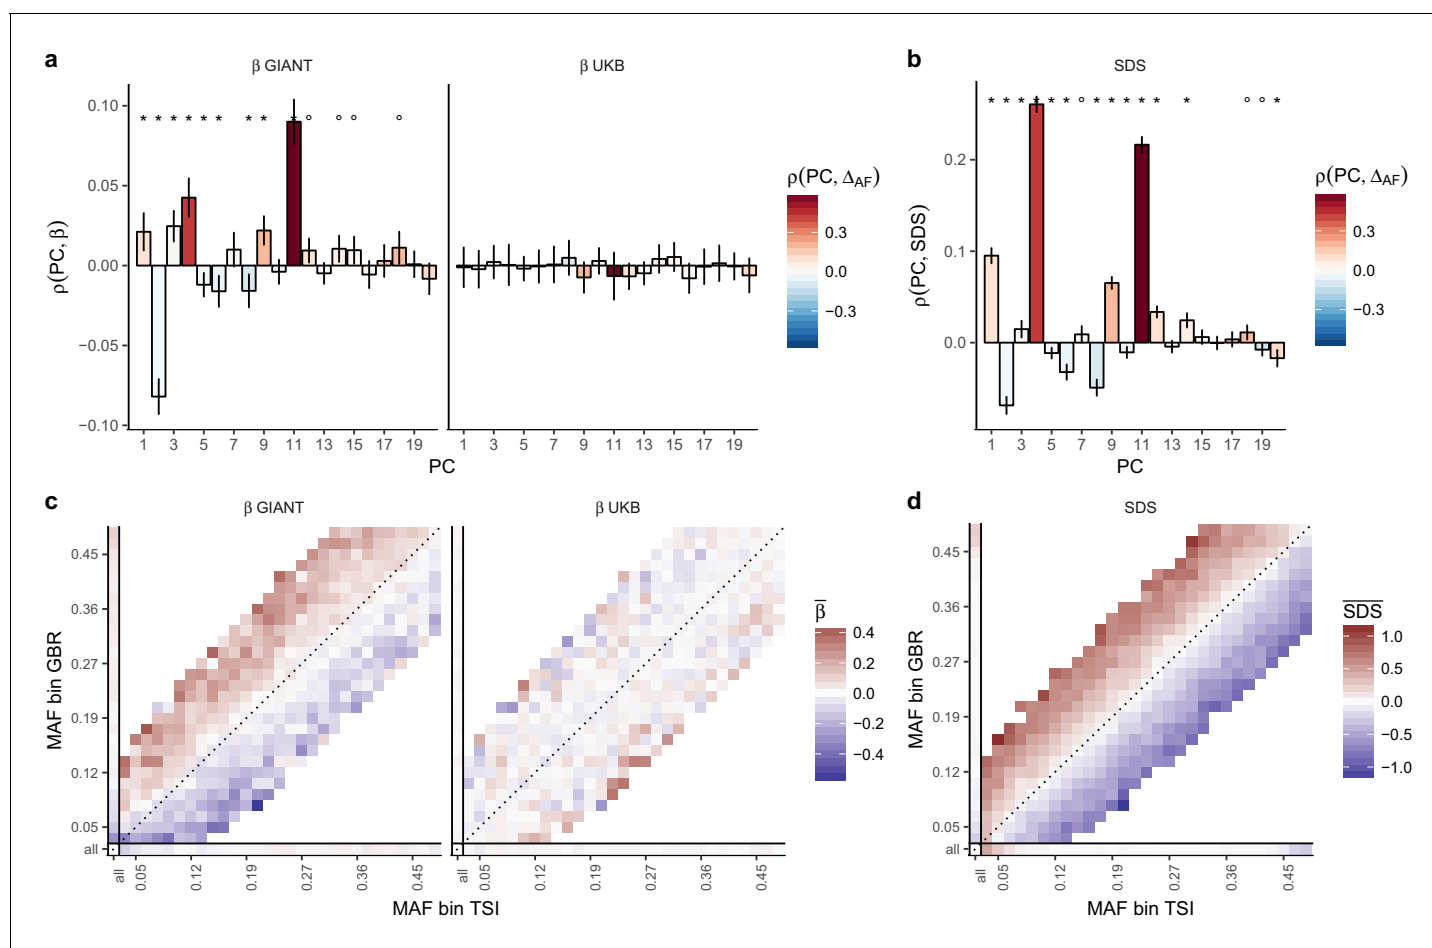 a
β GIANT
β UKB
0.10
0.05
0.00
−0.05
−0.10
ρ(PC, β)
* * * * * * * * * ° ° ° °
1 3 5 7 9 11 13 15 17 19
1 3 5 7 9 11 13 15 17 19
PC
ρ(PC, Δ_AF)
0.3
0.0
−0.3
b
SDS
* * * * * * ° * * * * * * ° ° *
0.2
0.1
0.0
ρ(PC, SDS)
1 3 5 7 9 11 13 15 17 19
PC
ρ(PC, Δ_AF)
0.3
0.0
−0.3
c
β GIANT
β UKB
0.45
0.36
0.27
0.19
0.12
0.05
all
MAF bin GBR
all 0.05 0.12 0.19 0.27 0.36 0.45
all 0.05 0.12 0.19 0.27 0.36 0.45
MAF bin TSI
β̅
0.4
0.2
0.0
−0.2
−0.4
d
SDS
0.45
0.36
0.27
0.19
0.12
0.05
all
MAF bin GBR
all 0.05 0.12 0.19 0.27 0.36 0.45
MAF bin TSI
S̅D̅S̅
1.0
0.5
0.0
−0.5
−1.0